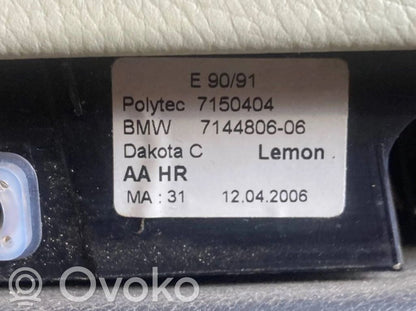 E 90/91
Polytec 7150404
BMW 7144806-06
Dakota C Lemon
AA HR
MA : 31 12.04.2006
OVOKO